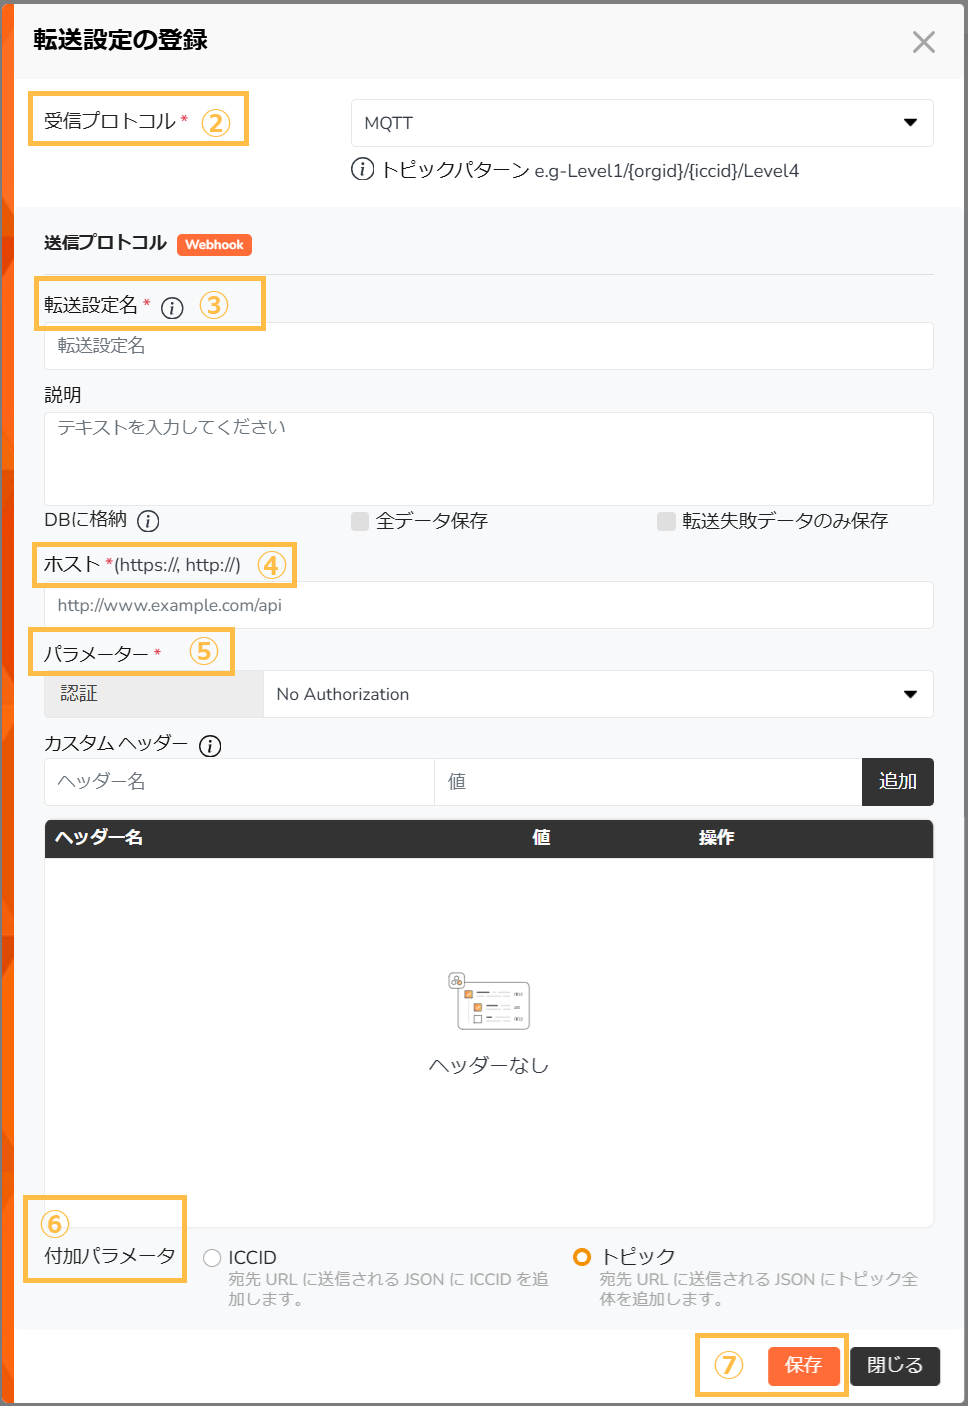 転送設定の登録
受信プロトコル * ②
MQTT
トピックパターン e.g-Level1/{orgid}/{iccid}/Level4
送信プロトコル Webhook
転送設定名 * ③
転送設定名
説明
テキストを入力してください
DBに格納 全データ保存 転送失敗データのみ保存
ホスト *(https://, http://) ④
http://www.example.com/api
パラメーター * ⑤
認証 No Authorization
カスタム ヘッダー
ヘッダー名 値 追加
ヘッダー名 値 操作
ヘッダーなし
⑥
付加パラメータ
ICCID
宛先 URL に送信される JSON に ICCID を追
加します。
トピック
宛先 URL に送信される JSON にトピック全
体を追加します。
⑦ 保存 閉じる